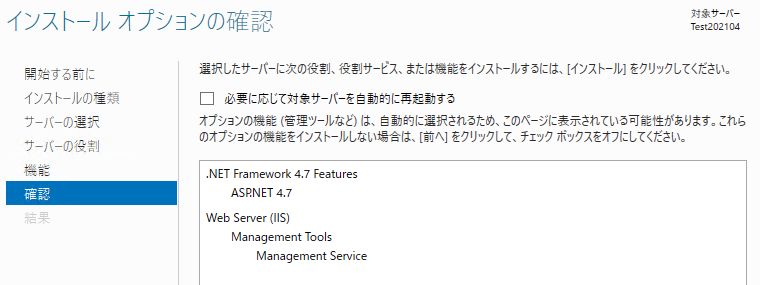 インストール オプションの確認
対象サーバー
Test202104
開始する前に
インストールの種類
サーバーの選択
サーバーの役割
機能
確認
結果
選択したサーバーに次の役割、役割サービス、または機能をインストールするには、[インストール] をクリックしてください。
必要に応じて対象サーバーを自動的に再起動する
オプションの機能 (管理ツールなど) は、自動的に選択されるため、このページに表示されている可能性があります。これら
のオプションの機能をインストールしない場合は、[前へ] をクリックして、チェック ボックスをオフにしてください。
.NET Framework 4.7 Features
ASP.NET 4.7
Web Server (IIS)
Management Tools
Management Service